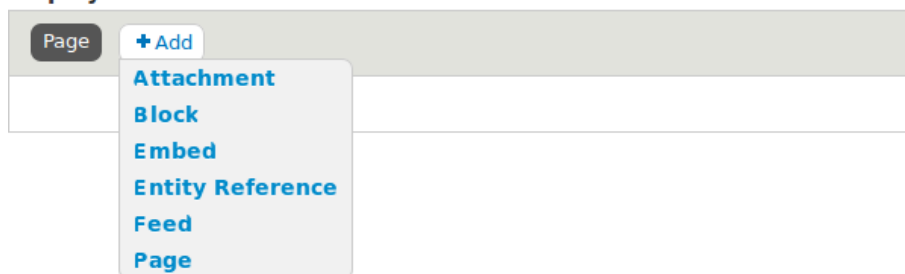 Page
+ Add
Attachment
Block
Embed
Entity Reference
Feed
Page